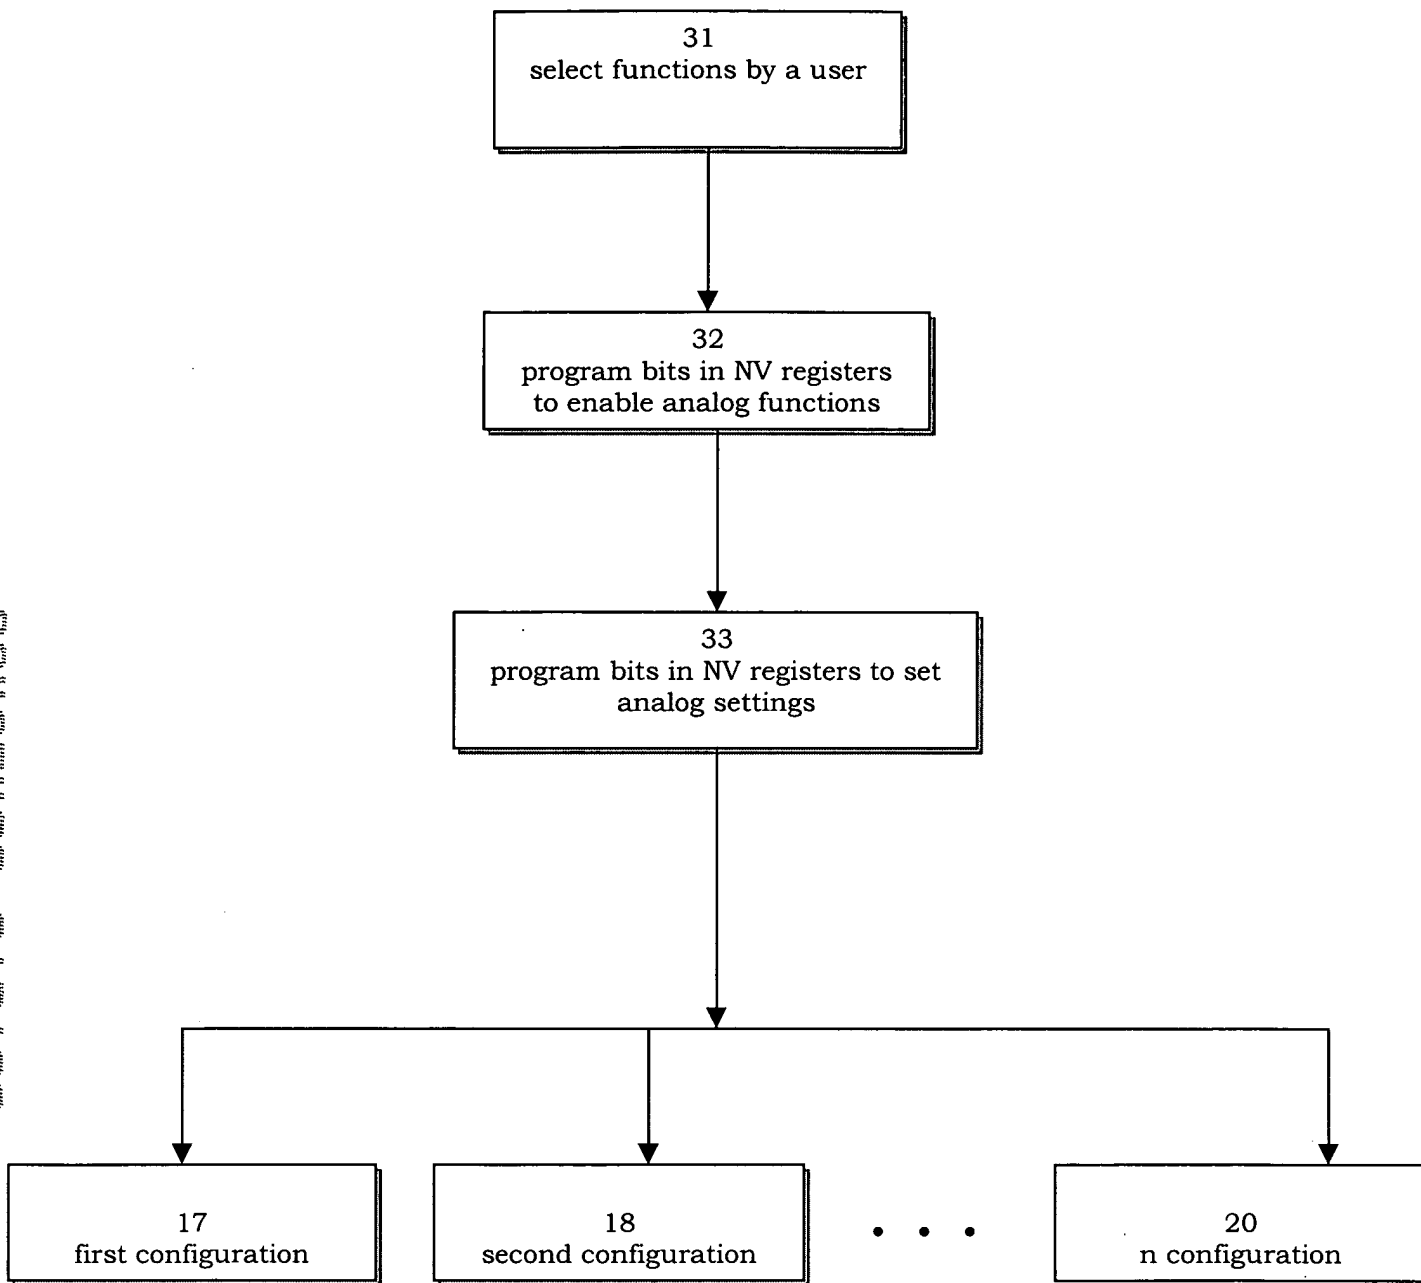 31
select functions by a user
32
program bits in NV registers
to enable analog functions
33
program bits in NV registers to set
analog settings
17
first configuration
18
second configuration
. . .
20
n configuration